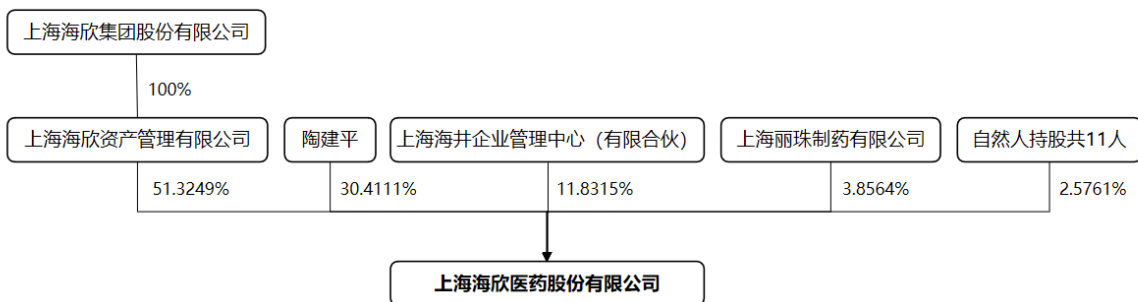 上海海欣集团股份有限公司
100%
上海海欣资产管理有限公司
陶建平
上海海井企业管理中心（有限合伙）
上海丽珠制药有限公司
自然人持股共11人
51.3249%
30.4111%
11.8315%
3.8564%
2.5761%
上海海欣医药股份有限公司